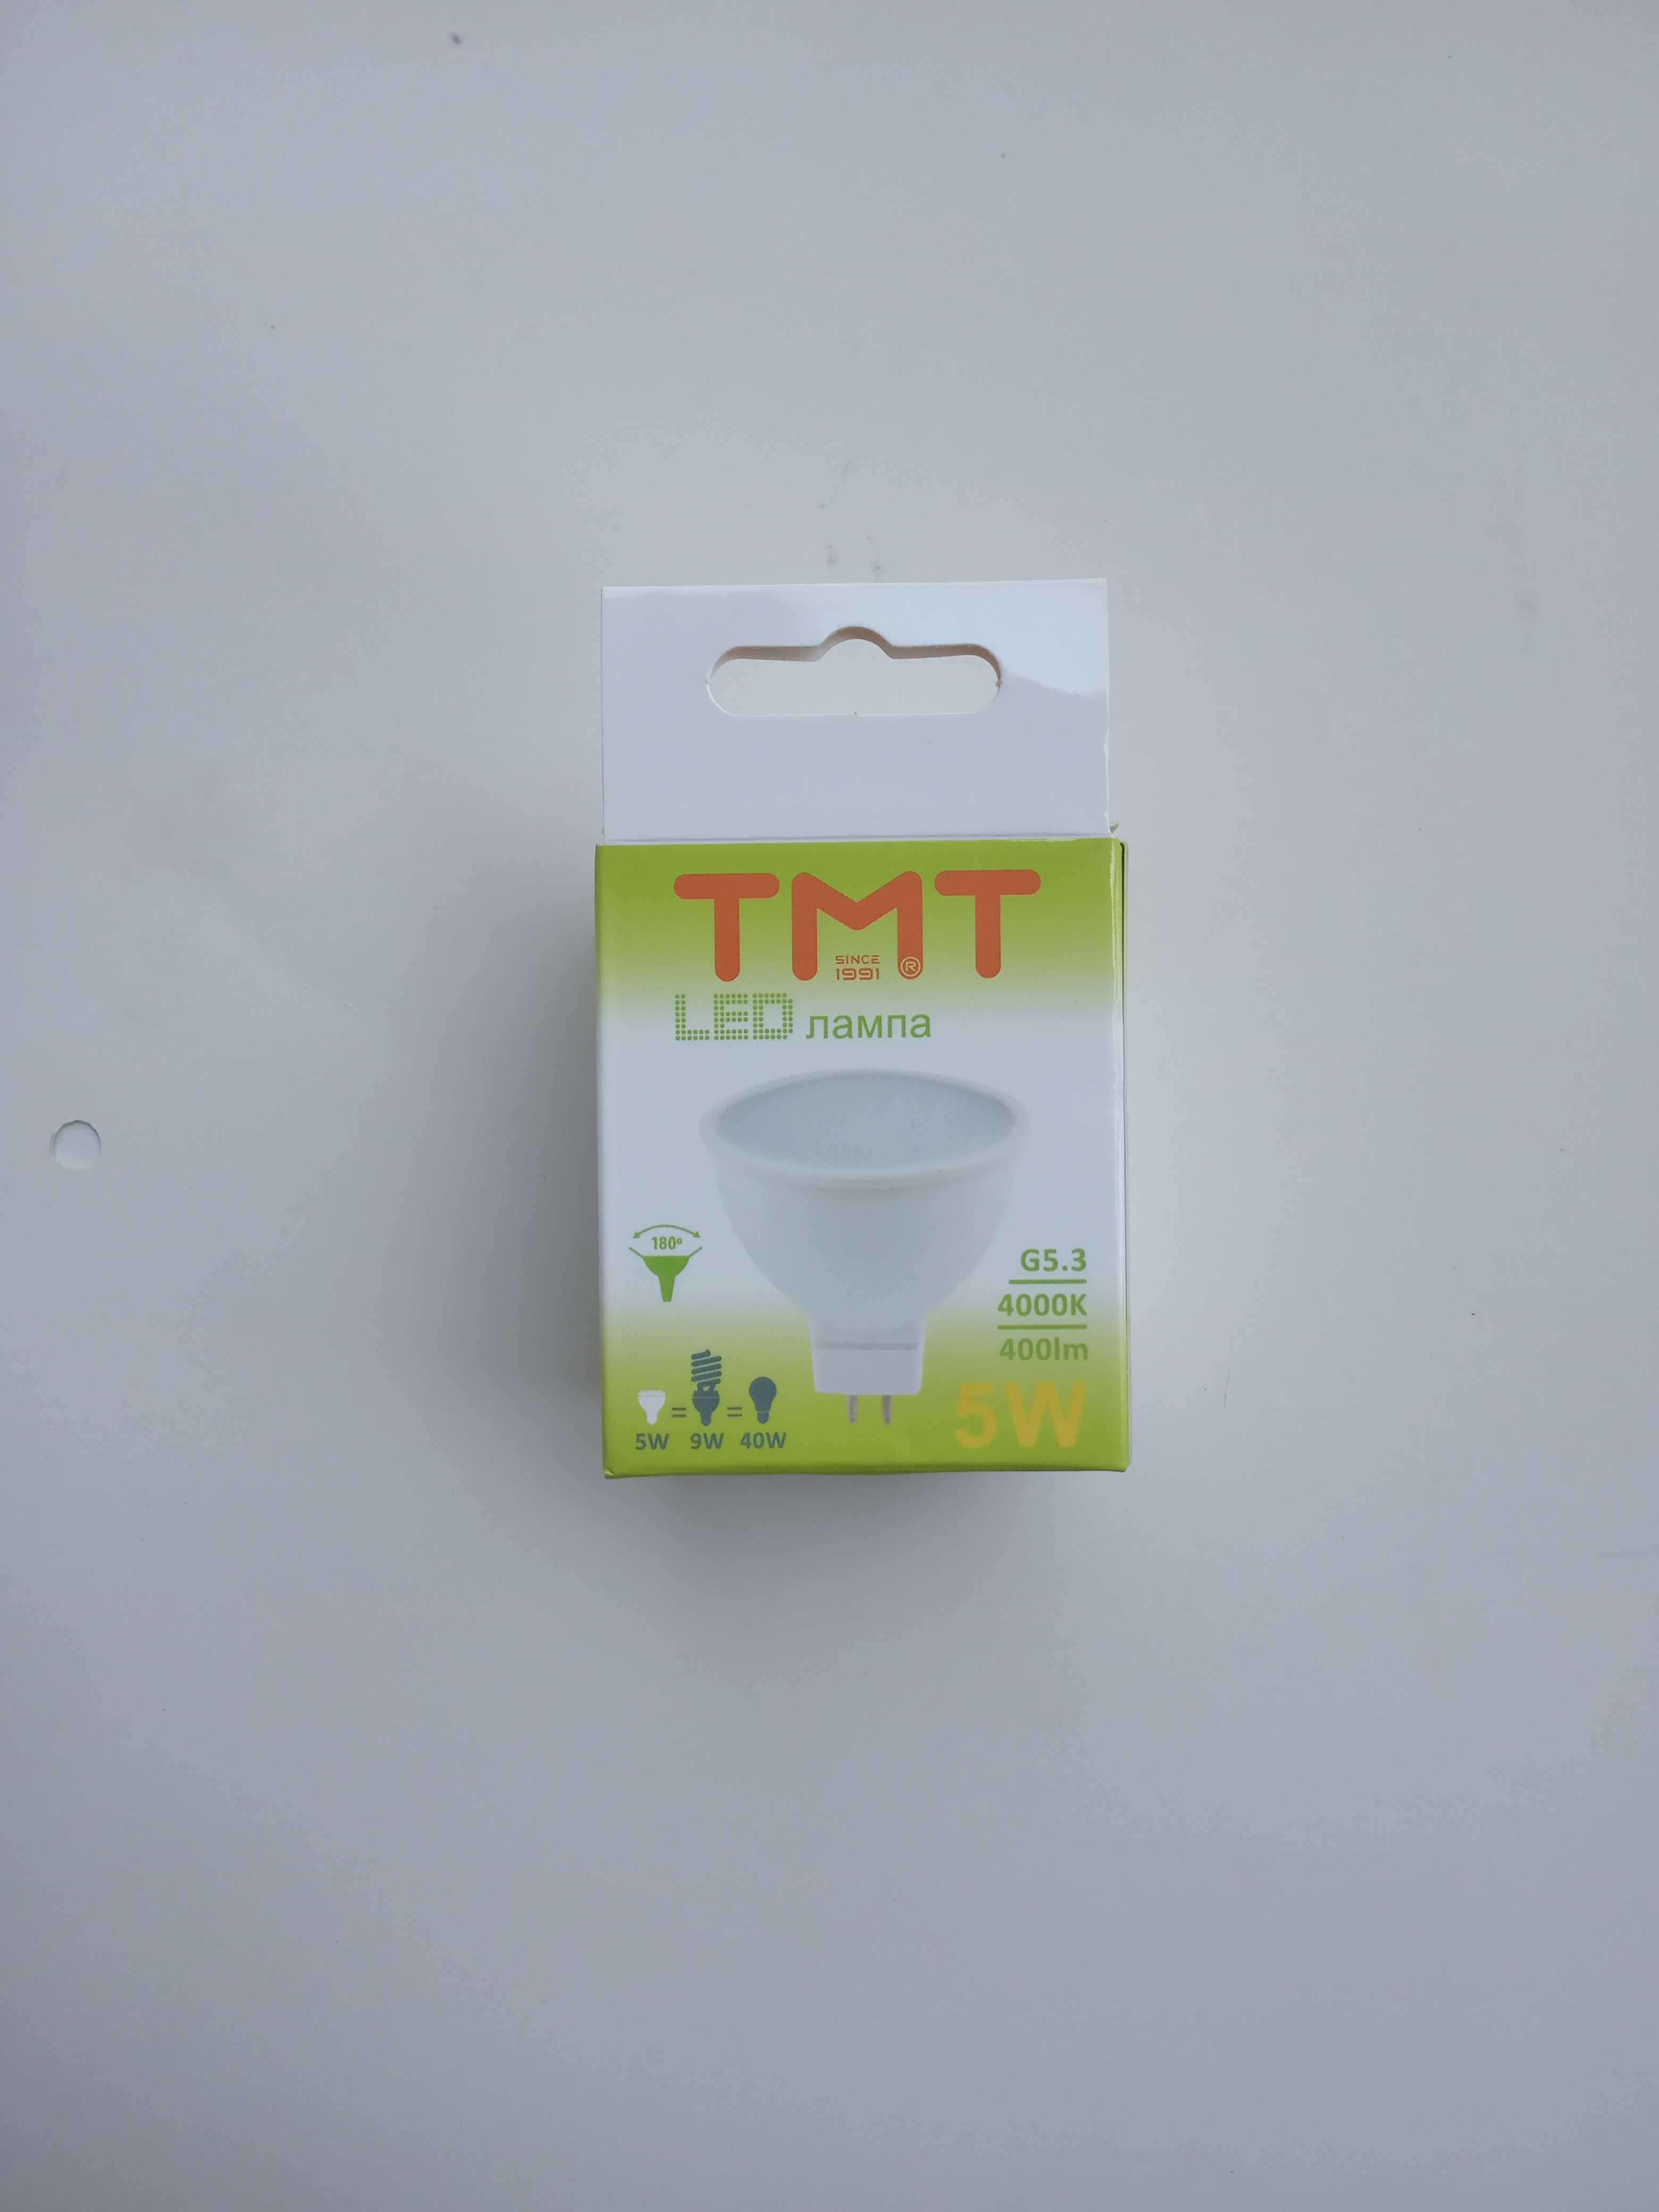 TMT
SINCE
1991
®
LED лампа
180°
G5.3
4000K
400lm
5W
= =
5W 9W 40W